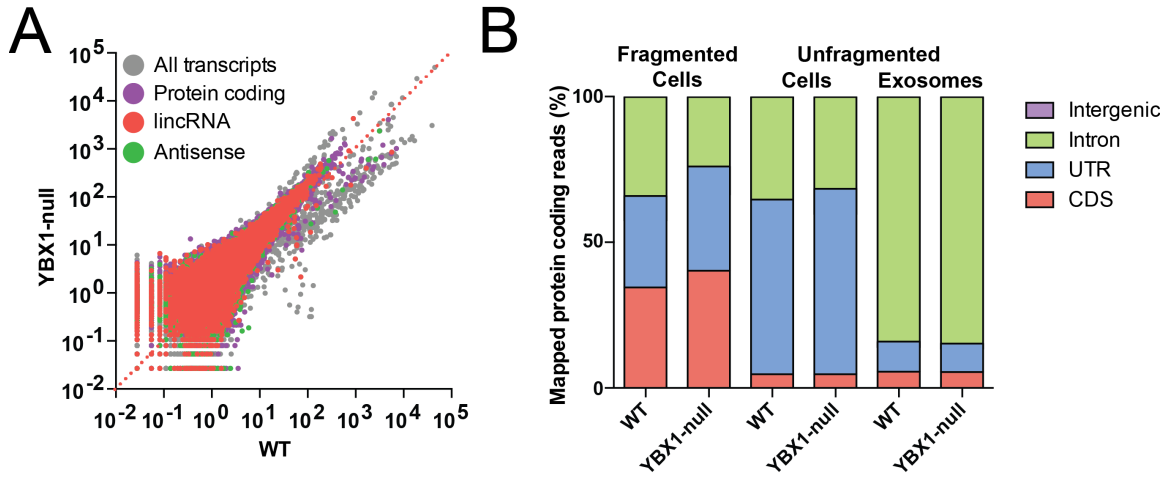 A
YBX1-null
10^5
10^4
10^3
10^2
10^1
10^0
10^-1
10^-2
All transcripts
Protein coding
lincRNA
Antisense
10^-2 10^-1 10^0 10^1 10^2 10^3 10^4 10^5
WT
B
Fragmented
Cells
Unfragmented
Cells Exosomes
Mapped protein coding reads (%)
100
50
0
WT
YBX1-null
WT
YBX1-null
WT
YBX1-null
Intergenic
Intron
UTR
CDS